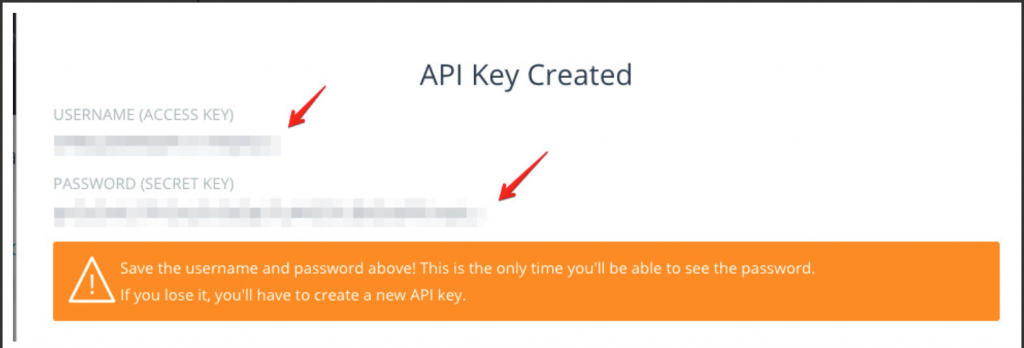 API Key Created
USERNAME (ACCESS KEY)
PASSWORD (SECRET KEY)
Save the username and password above! This is the only time you'll be able to see the password.
If you lose it, you'll have to create a new API key.